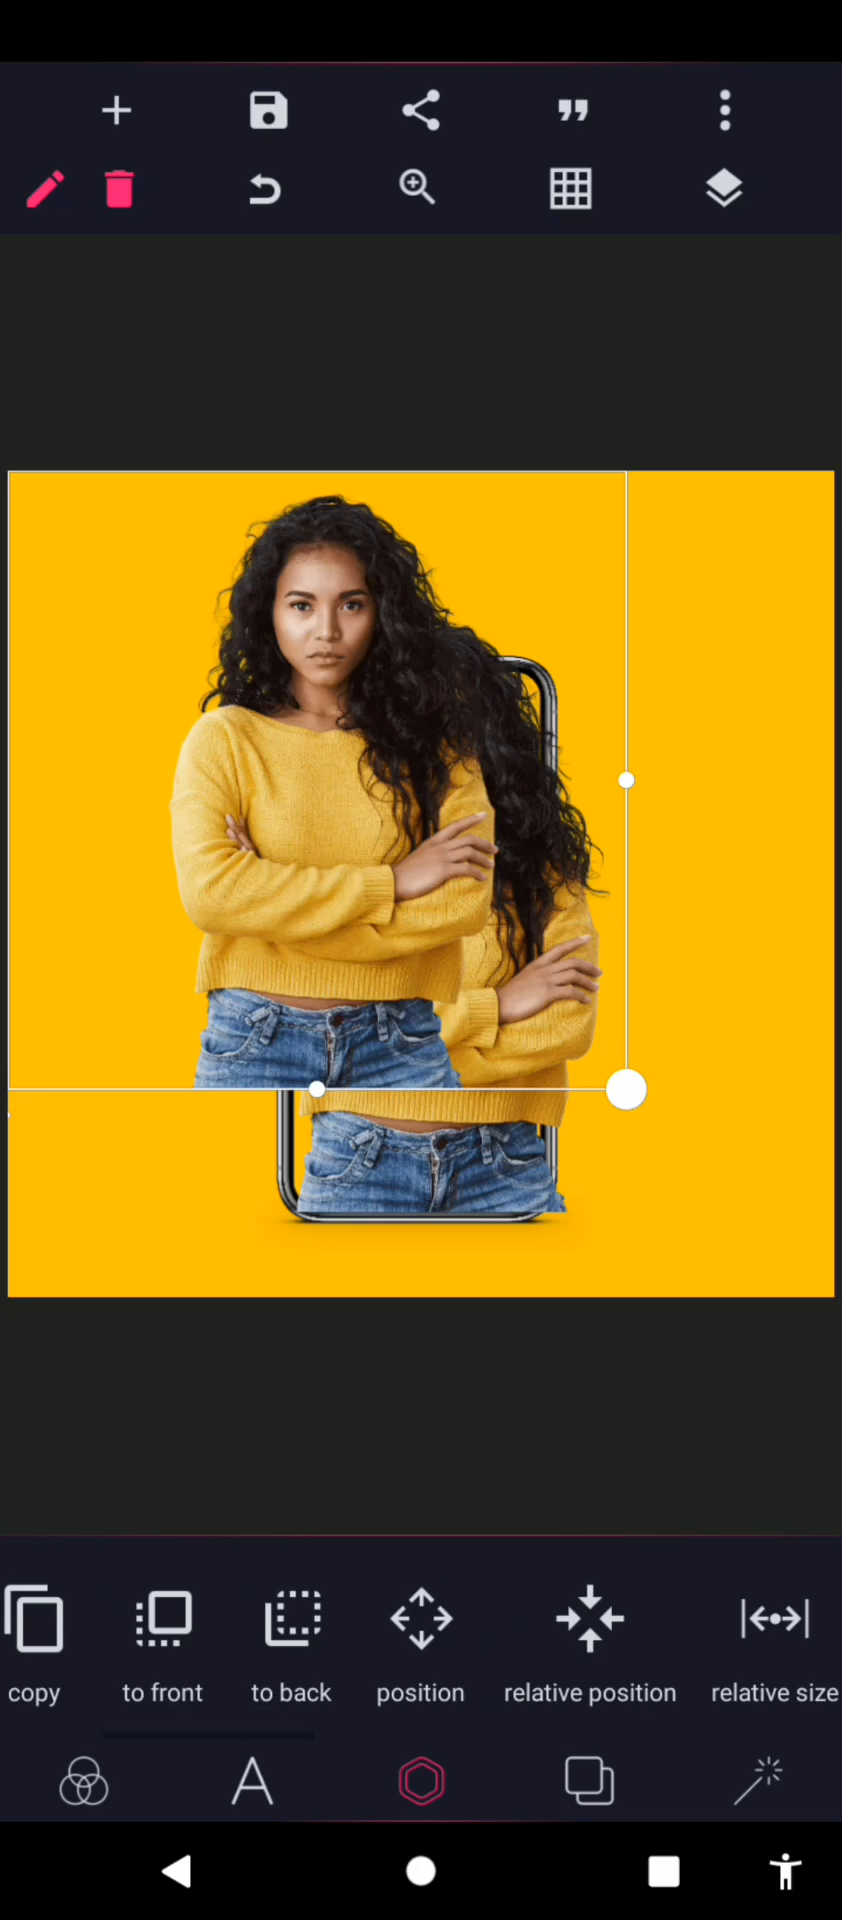 copy
to front
to back
position
relative position
relative size